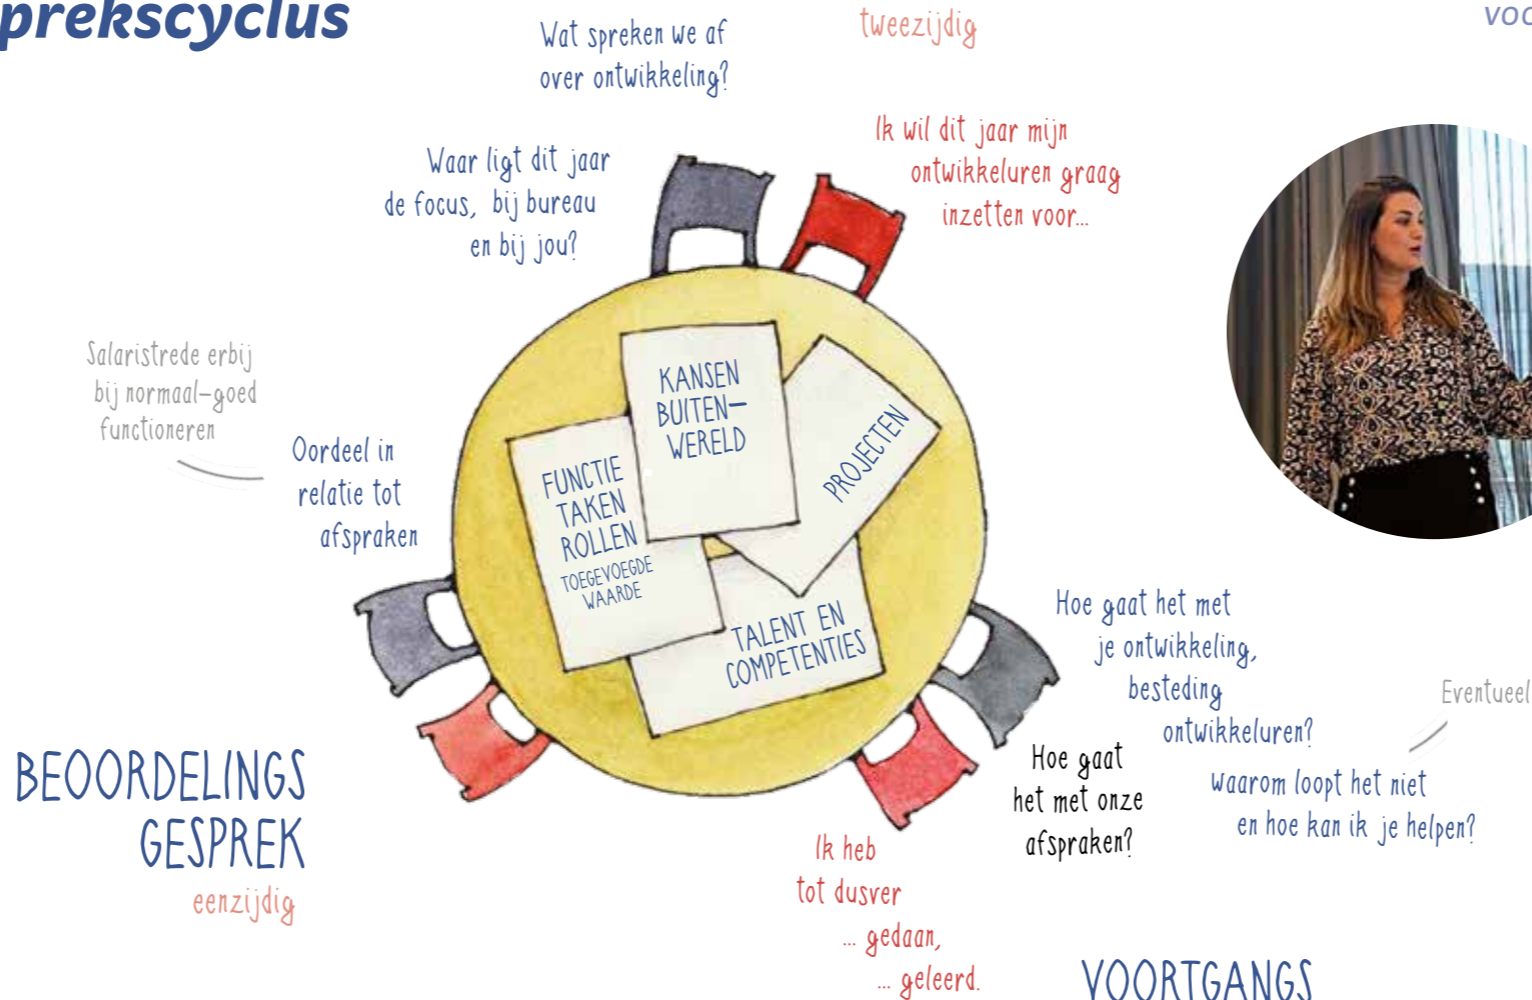 prekscyclus
Wat spreken we af
over ontwikkeling?
tweezijdig
voo
Waar ligt dit jaar
de focus, bij bureau
en bij jou?
Ik wil dit jaar mijn
ontwikkeluren graag
inzetten voor...
Salaristrede erbij
bij normaal-goed
functioneren
Oordeel in
relatie tot
afspraken
KANSEN
BUITEN-
WERELD
PROJECTEN
FUNCTIE
TAKEN
ROLLEN
TOEGEVOEGDE
WAARDE
TALENT EN
COMPETENTIES
Hoe gaat het met
je ontwikkeling,
besteding
ontwikkeluren?
Eventueel
Hoe gaat
het met onze
afspraken?
waarom loopt het niet
en hoe kan ik je helpen?
BEOORDELINGS
GESPREK
eenzijdig
Ik heb
tot dusver
... gedaan,
... geleerd.
VOORTGANGS